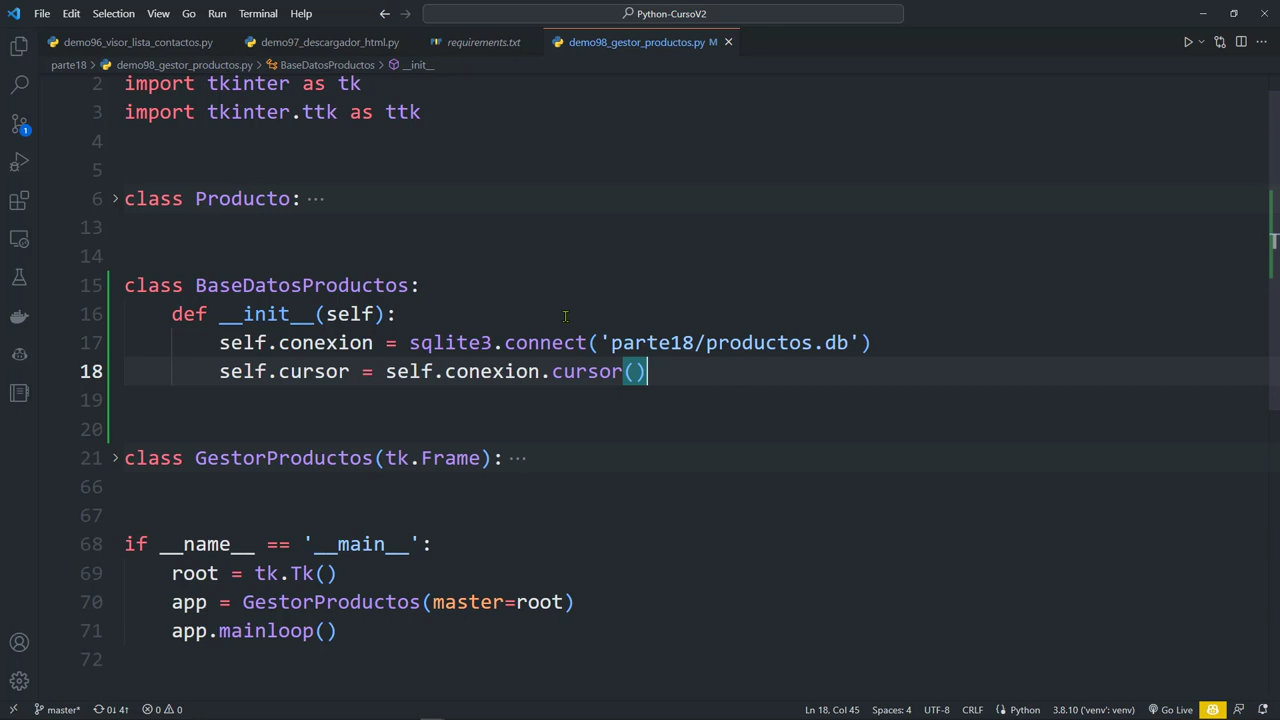 File Edit Selection View Go Run Terminal Help
Python-CursoV2
demo96_visor_lista_contactos.py demo97_descargador_html.py requirements.txt demo98_gestor_productos.py M
parte18 > demo98_gestor_productos.py > BaseDatosProductos > __init__
2 import tkinter as tk
3 import tkinter.ttk as ttk
4
5
6 class Producto:···
13
14
15 class BaseDatosProductos:
16 def __init__(self):
17 self.conexion = sqlite3.connect('parte18/productos.db')
18 self.cursor = self.conexion.cursor()
19
20
21 class GestorProductos(tk.Frame):···
66
67
68 if __name__ == '__main__':
69 root = tk.Tk()
70 app = GestorProductos(master=root)
71 app.mainloop()
72
1
master* 0↓ 4↑ 0 0 Ln 18, Col 45 Spaces: 4 UTF-8 CRLF Python 3.8.10 ('venv': venv) Go Live